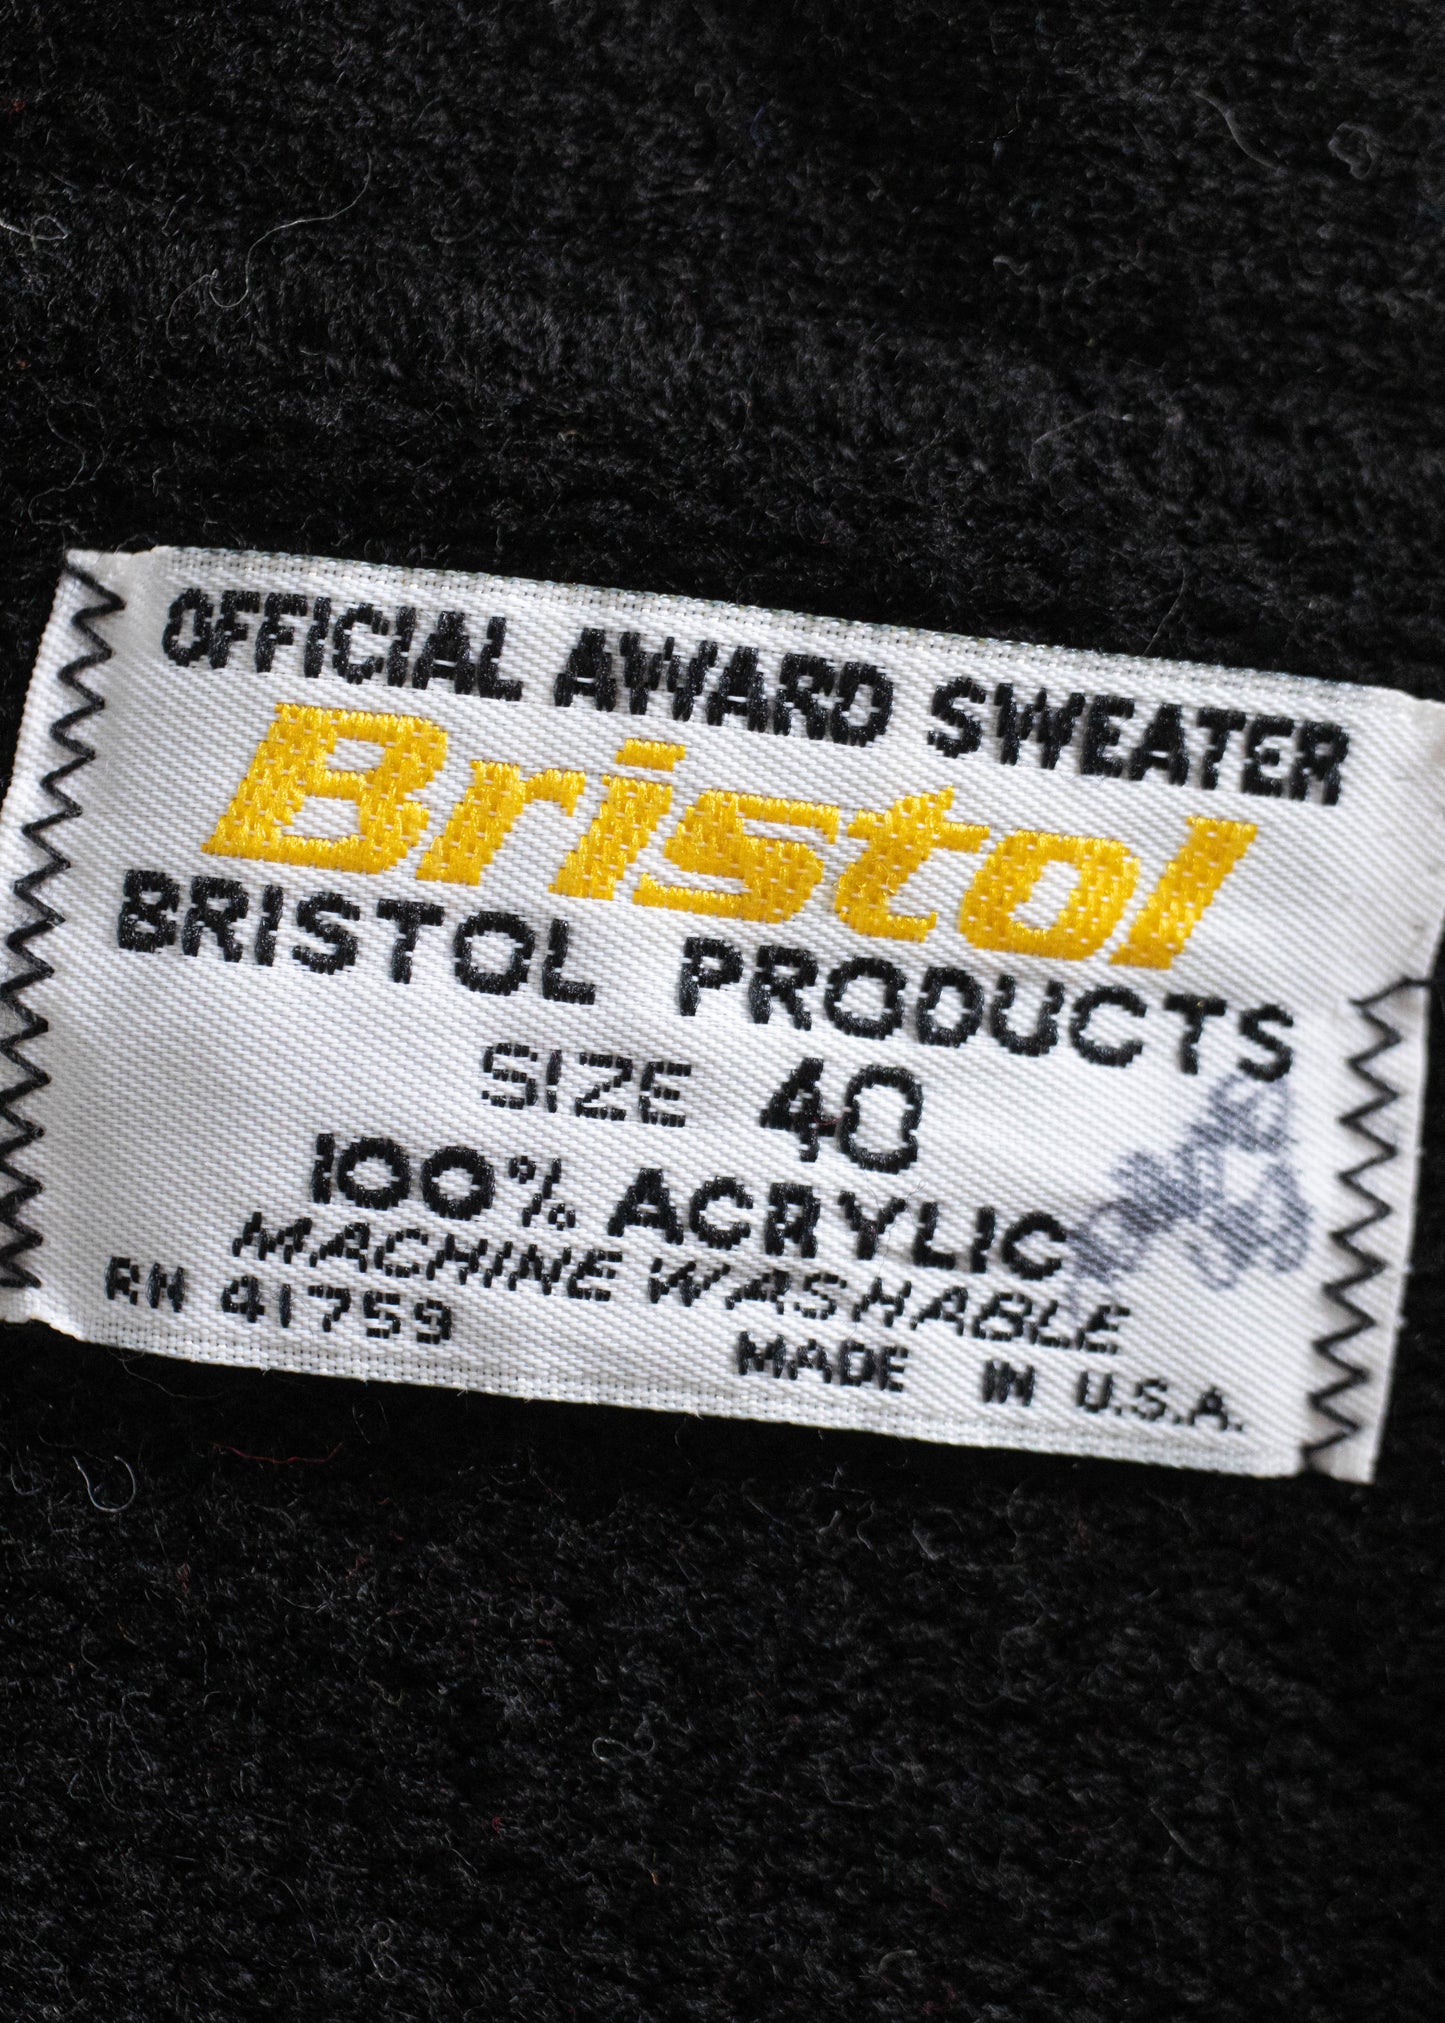 OFFICIAL AWARD SWEATER
Bristol
BRISTOL PRODUCTS
SIZE 40
100% ACRYLIC
MACHINE WASHABLE
RN 41759
MADE IN U.S.A.